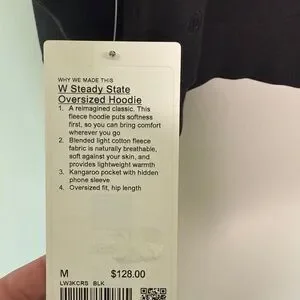 WHY WE MADE THIS
W Steady State
Oversized Hoodie
1. A reimagined classic. This
fleece hoodie puts softness
first, so you can bring comfort
wherever you go
2. Blended light cotton fleece
fabric is naturally breathable,
soft against your skin, and
provides lightweight warmth
3. Kangaroo pocket with hidden
phone sleeve
4. Oversized fit, hip length
M $128.00
LW3KCRS BLK